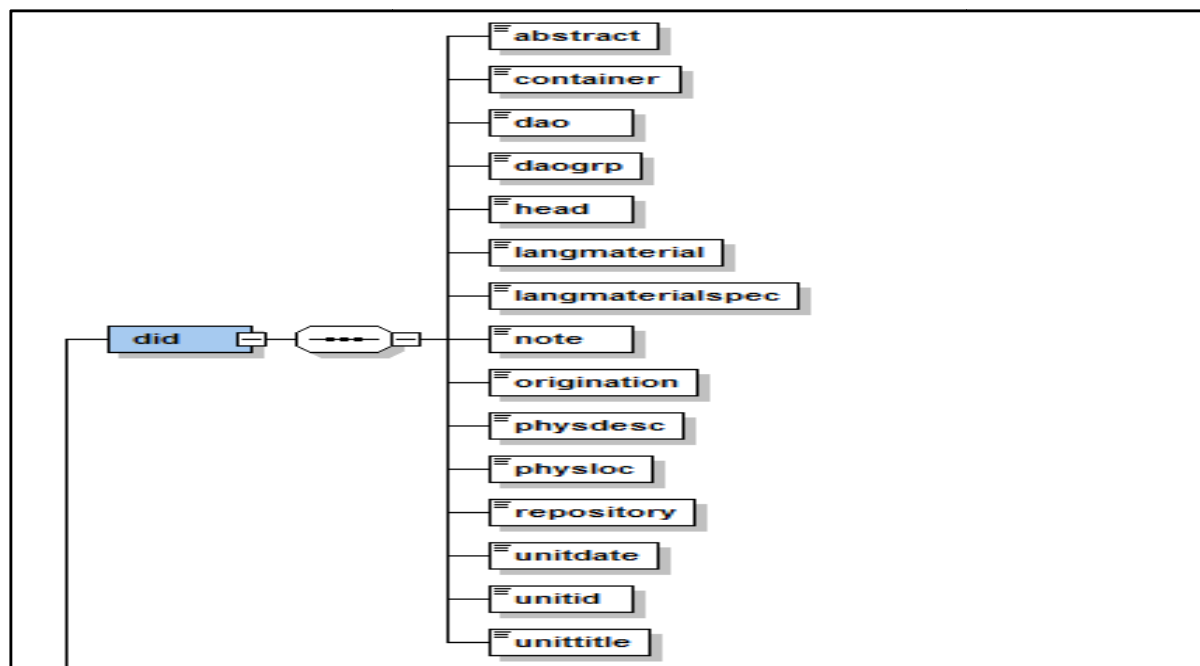 abstract
container
dao
daogrp
head
langmaterial
langmaterialspec
did
note
origination
physdesc
physloc
repository
unitdate
unitid
unittitle